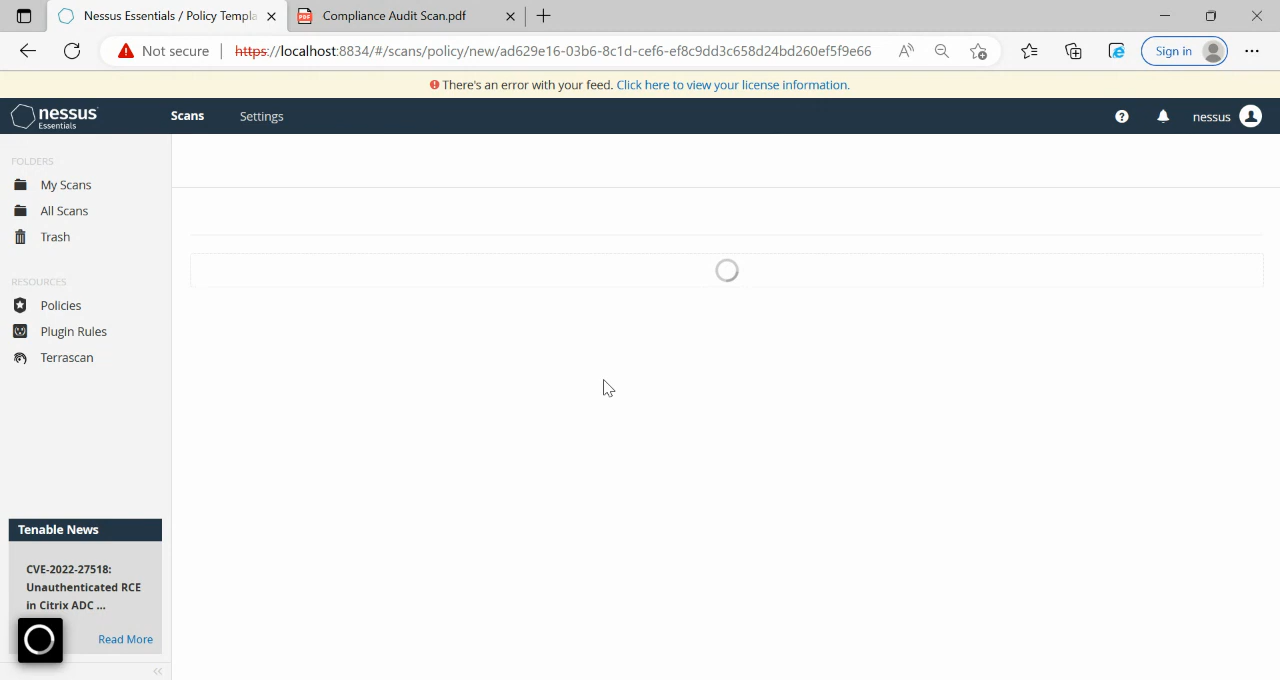 Nessus Essentials / Policy Templa
Compliance Audit Scan.pdf
Not secure
https://localhost:8834/#/scans/policy/new/ad629e16-03b6-8c1d-cef6-ef8c9dd3c658d24bd260ef5f9e66
Sign in
There's an error with your feed. Click here to view your license information.
nessus
Essentials
Scans
Settings
nessus
FOLDERS
My Scans
All Scans
Trash
RESOURCES
Policies
Plugin Rules
Terrascan
Tenable News
CVE-2022-27518:
Unauthenticated RCE
in Citrix ADC ...
Read More